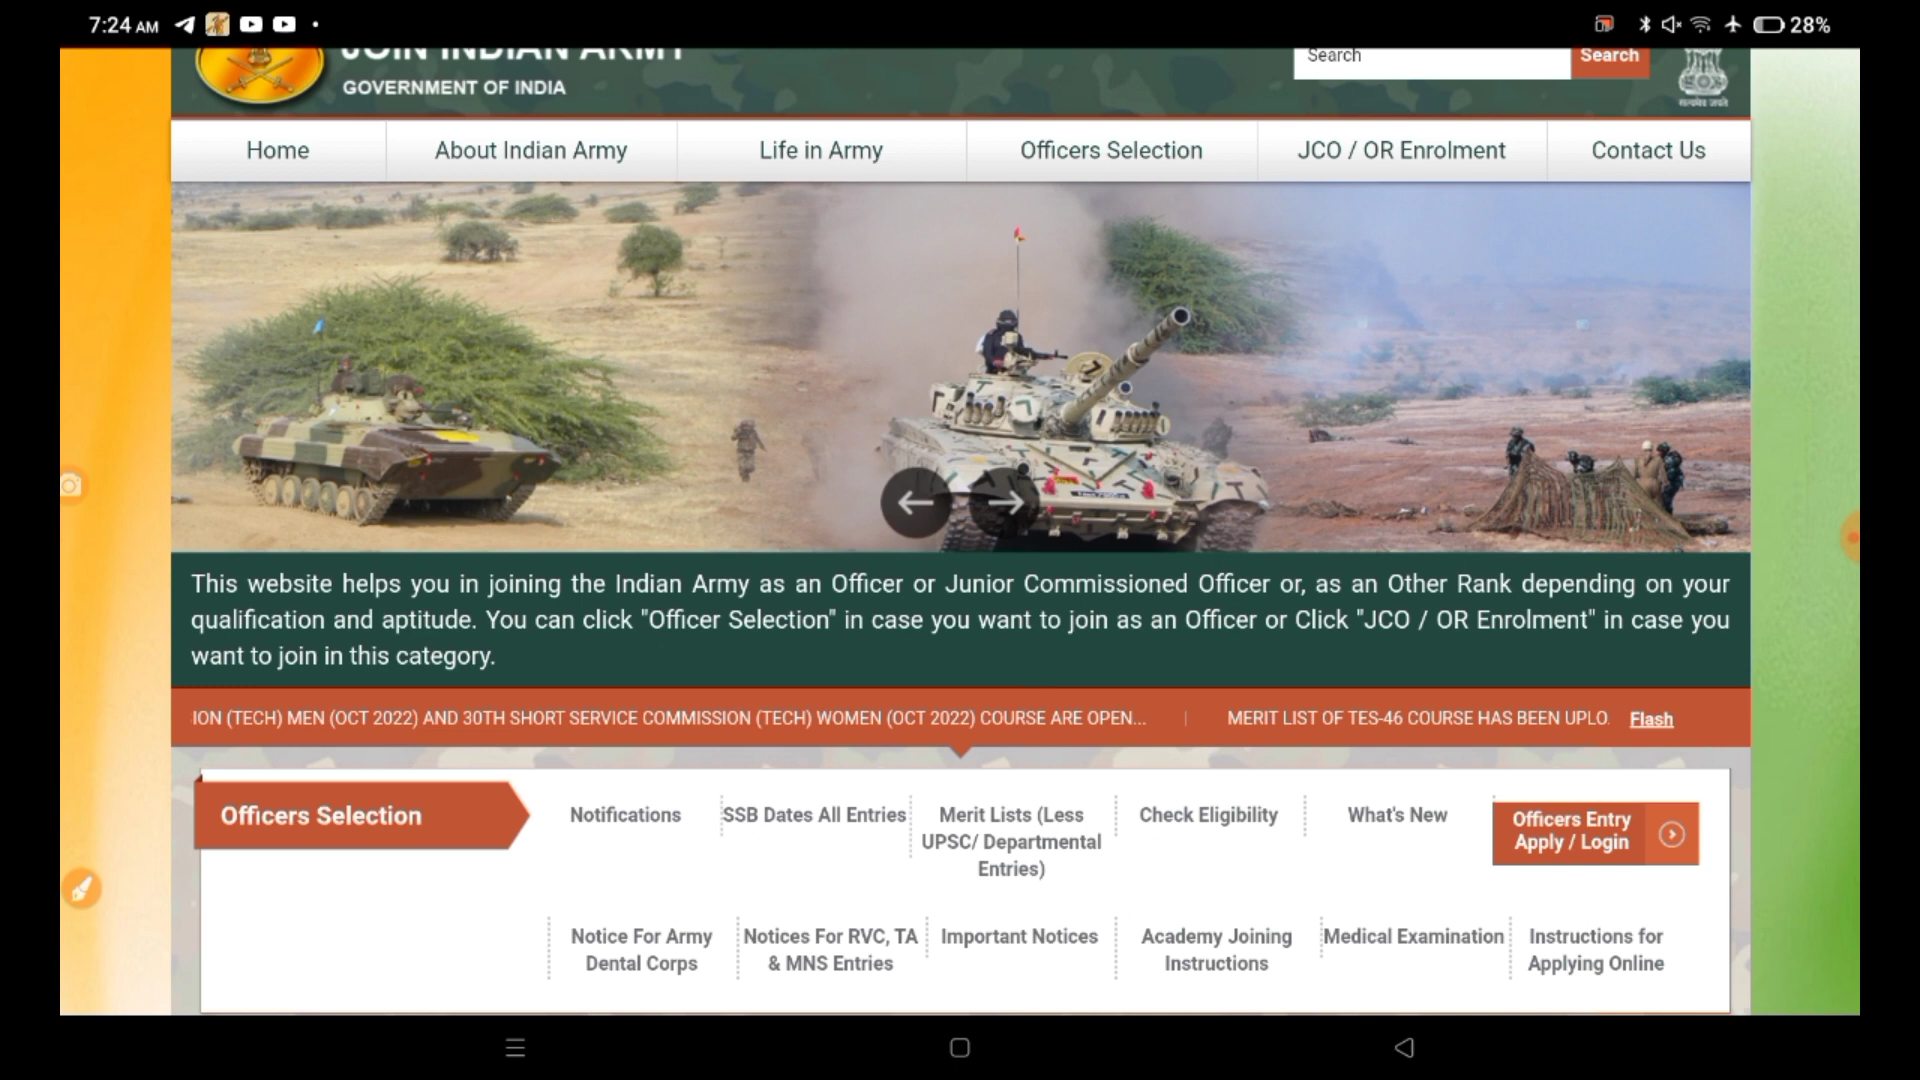 7:24 AM
28%
JOIN INDIAN ARMY
GOVERNMENT OF INDIA
Search
Search
सत्यमेव जयते
Home
About Indian Army
Life in Army
Officers Selection
JCO / OR Enrolment
Contact Us
This website helps you in joining the Indian Army as an Officer or Junior Commissioned Officer or, as an Other Rank depending on your
qualification and aptitude. You can click "Officer Selection" in case you want to join as an Officer or Click "JCO / OR Enrolment" in case you
want to join in this category.
ION (TECH) MEN (OCT 2022) AND 30TH SHORT SERVICE COMMISSION (TECH) WOMEN (OCT 2022) COURSE ARE OPEN... | MERIT LIST OF TES-46 COURSE HAS BEEN UPLO
Flash
Officers Selection
Notifications
SSB Dates All Entries
Merit Lists (Less
UPSC/ Departmental
Entries)
Check Eligibility
What's New
Officers Entry
Apply / Login
Notice For Army
Dental Corps
Notices For RVC, TA
& MNS Entries
Important Notices
Academy Joining
Instructions
Medical Examination
Instructions for
Applying Online